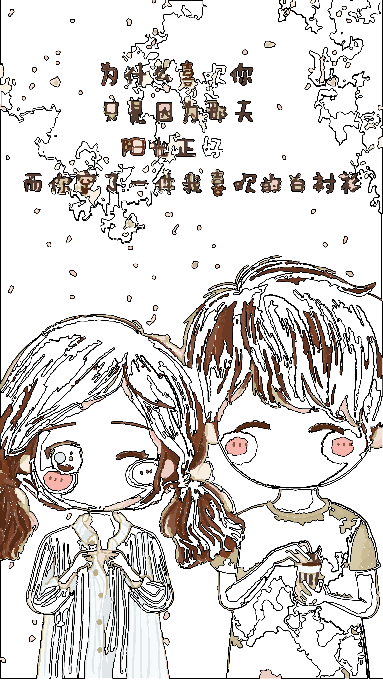 为什么喜欢你
只是因为那天
阳光正好
而你穿了一件我喜欢的白衬衫